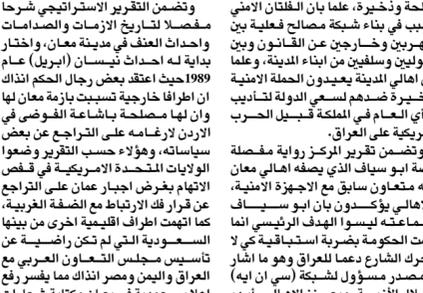 لحة وذخيرة، علما بان الفلتان الامني
بب في بناء شبكة مصالح فعلية بين
هربين وخارجين عن القانون وبين
وليين وسلفيين من ابناء المدينة، وعلما
اهالي المدينة يعيدون الحملة الامنية
خيرة ضدهم لسعي الدولة لتأديب
رأي العام في المملكة قبيل الحرب
ريكية على العراق.
وتضمن تقرير المركز رواية مفصلة
صة ابو سياف الذي يصفه اهالي معان
ه متعاون سابق مع الاجهزة الامنية،
لاهالي يؤكدون بان ابو سياف
ماعته ليسوا الهدف الرئيسي انما
ت الحكومة بضربة استباقية كي لا
حرك الشارع دعما للعراق وهو ما اشار
مصدر مسؤول لشبكة (سي ان ايه)
وتضمن التقرير الاستراتيجي شرحا
مفصلا لتاريخ الازمات والصدامات
واحداث العنف في مدينة معان، واختار
بداية له احداث نيسان (ابريل) عام
1989حيث اعتقد بعض رجال الحكم انذاك
ان اطرافا خارجية تسببت بازمة معان لها
وان لها مصلحة باشاعة الفوضى في
الاردن لارغامه على التراجع عن بعض
سياساته، وهؤلاء حسب التقرير وضعوا
الولايات المتحدة الامريكية في قفص
الاتهام بغرض اجبار عمان على التراجع
عن قرار فك الارتباط مع الضفة الغربية،
كما اتهمت اطراف اقليمية اخرى من بينها
السعودية التي لم تكن راضية عن
تأسيس مجلس التعاون العربي مع
العراق واليمن ومصر انذاك مما يفسر رفع